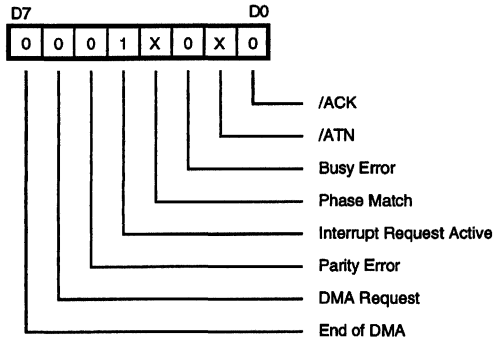 D7 D0
0 0 0 1 X 0 X 0
/ACK
/ATN
Busy Error
Phase Match
Interrupt Request Active
Parity Error
DMA Request
End of DMA